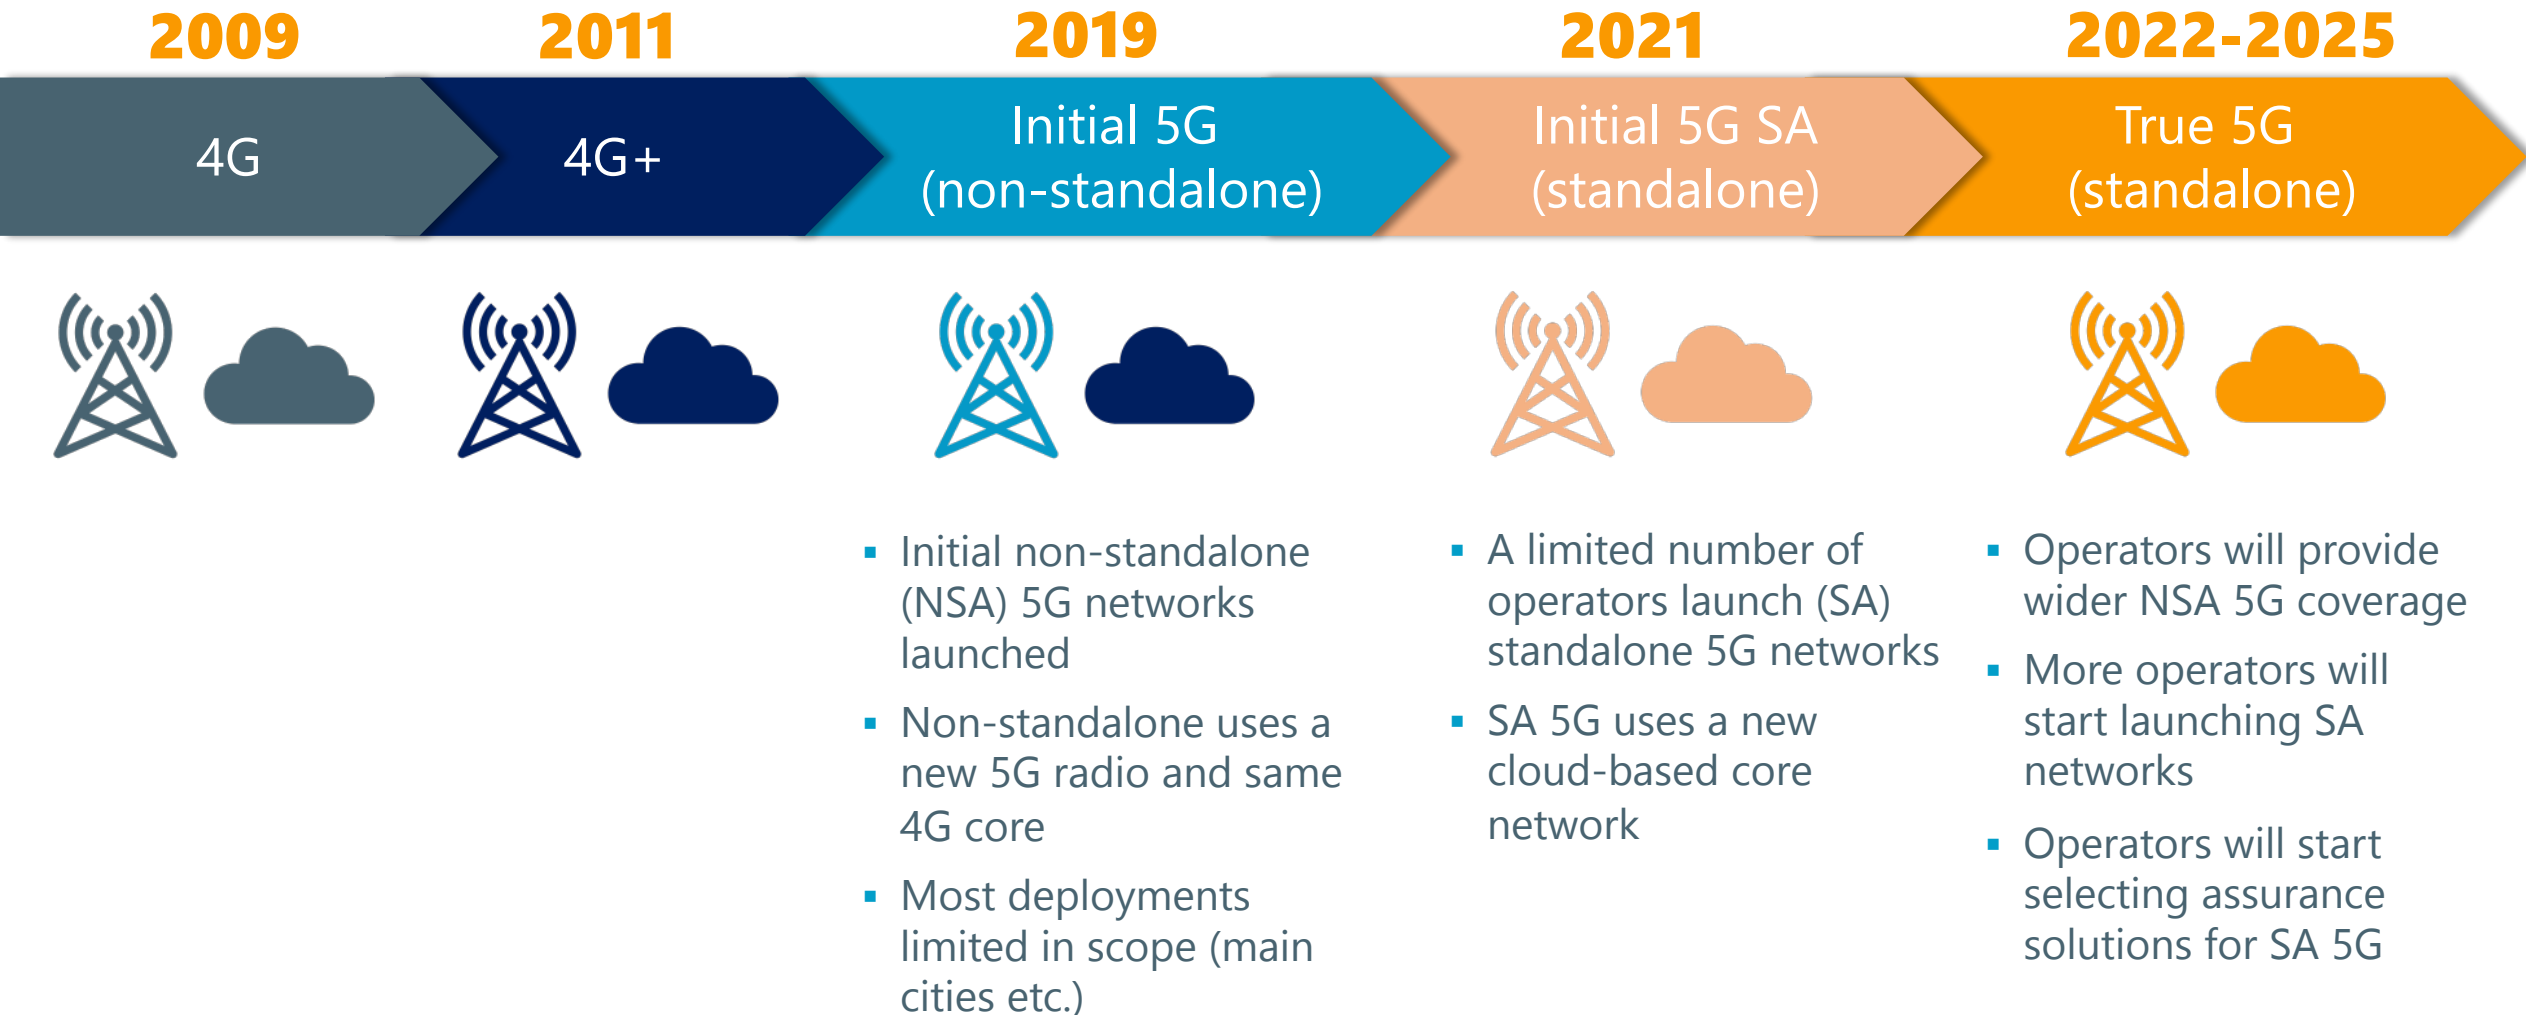 2009
2011
2019
2021
2022-2025
4G
4G+
Initial 5G
(non-standalone)
Initial 5G SA
(standalone)
True 5G
(standalone)
▪ Initial non-standalone
(NSA) 5G networks
launched
▪ Non-standalone uses a
new 5G radio and same
4G core
▪ Most deployments
limited in scope (main
cities etc.)
▪ A limited number of
operators launch (SA)
standalone 5G networks
▪ SA 5G uses a new
cloud-based core
network
▪ Operators will provide
wider NSA 5G coverage
▪ More operators will
start launching SA
networks
▪ Operators will start
selecting assurance
solutions for SA 5G